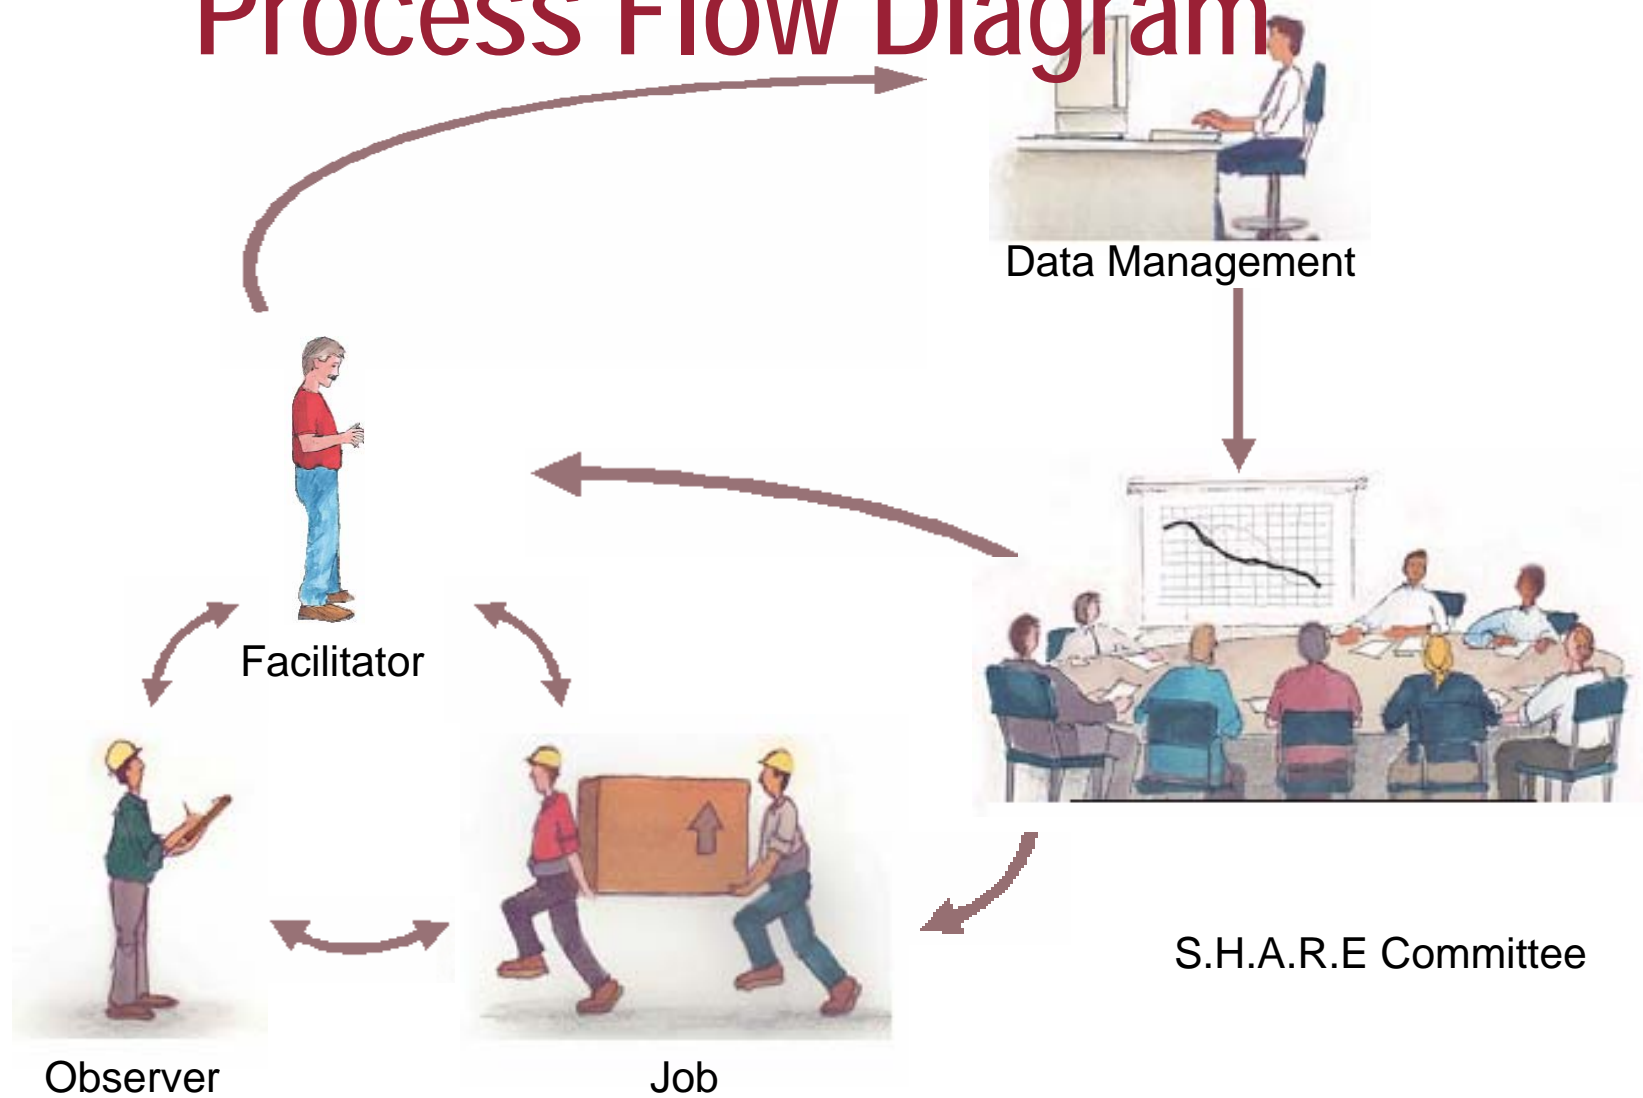 Process Flow Diagram
Data Management
Facilitator
S.H.A.R.E Committee
Observer
Job